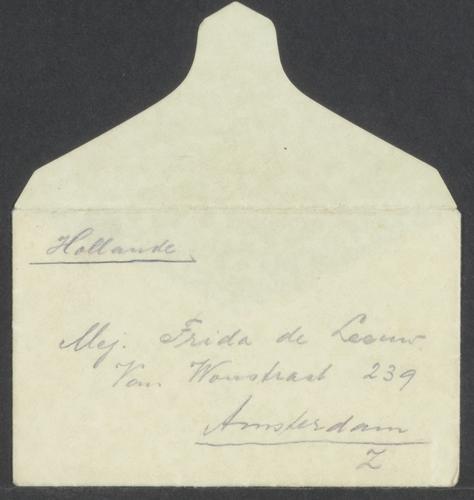 Hollande
Mej. Frida de Leeuw.
Van Woustraat 239
Amsterdam
Z